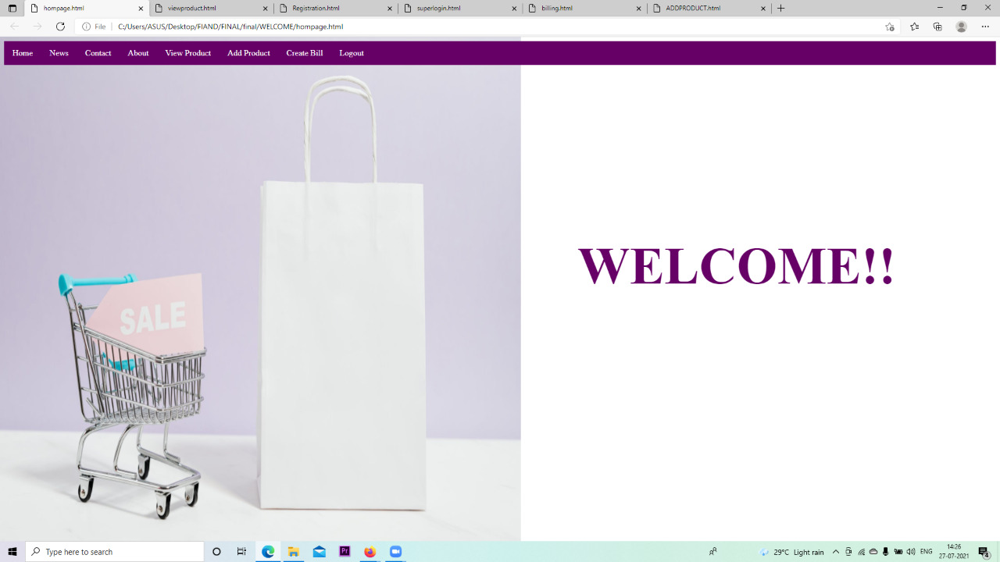 hompage.html
viewproduct.html
Registration.html
superlogin.html
billing.html
ADDPRODUCT.html
File
C:/Users/ASUS/Desktop/FIAND/FINAL/final/WELCOME/hompage.html
Home News Contact About View Product Add Product Create Bill Logout
WELCOME!!
SALE
Type here to search
Pr
29°C Light rain
ENG
14:26
27-07-2021
4